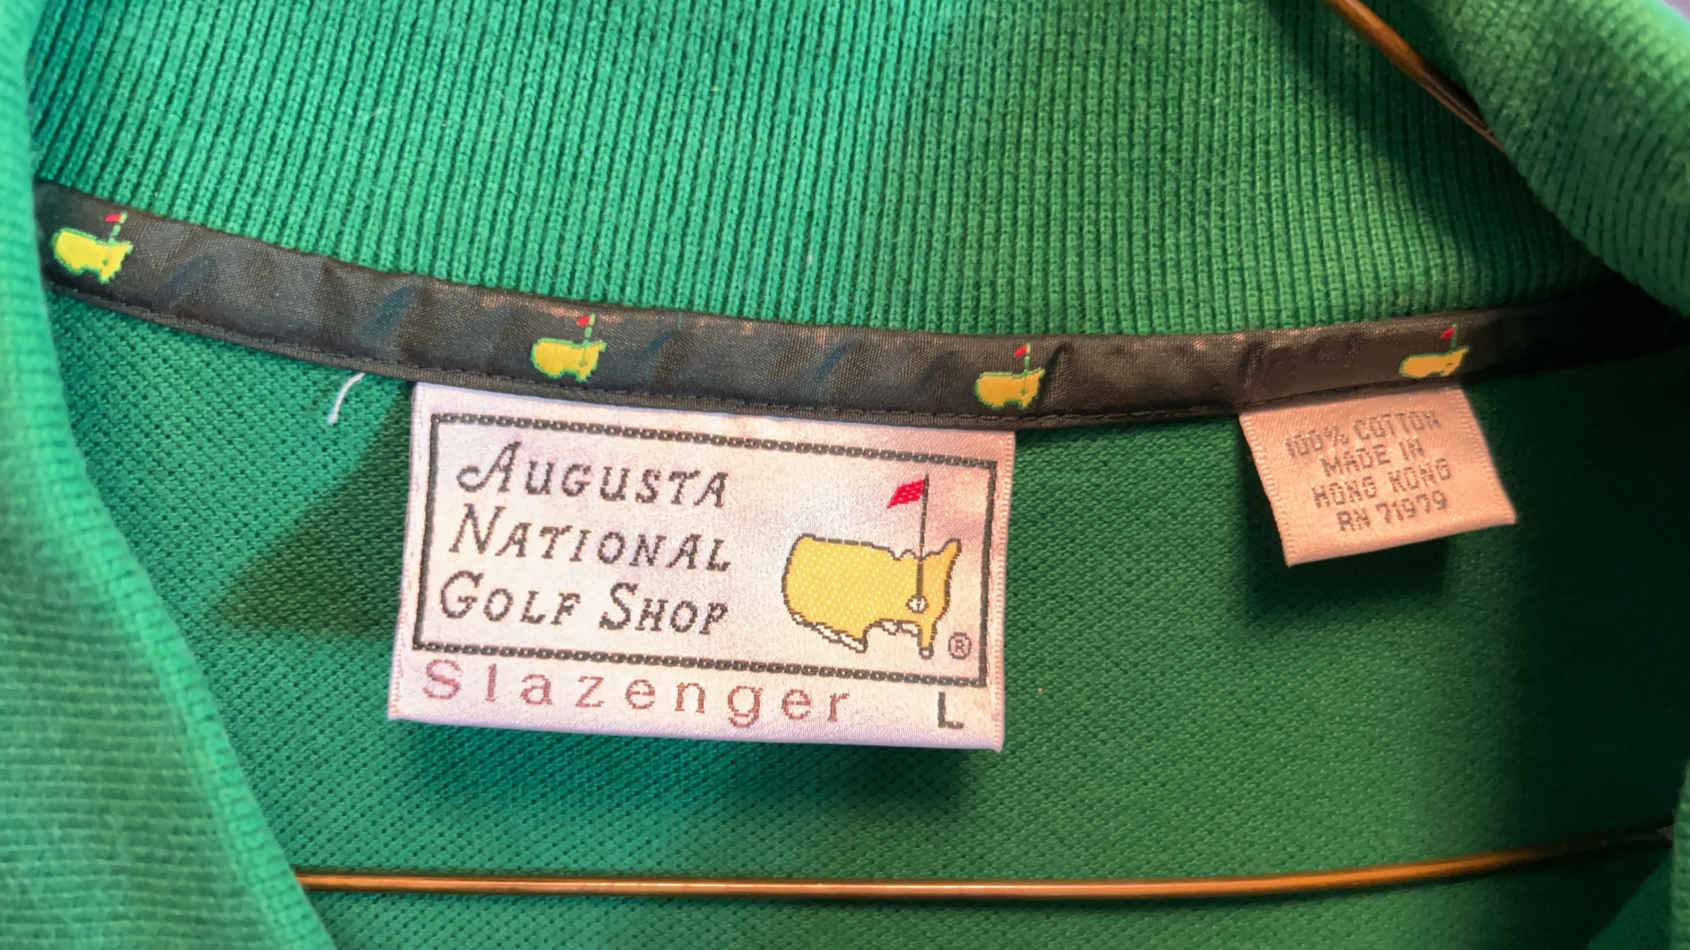 AUGUSTA
NATIONAL
GOLF SHOP
®
Slazenger L
100% COTTON
MADE IN
HONG KONG
RN 71979